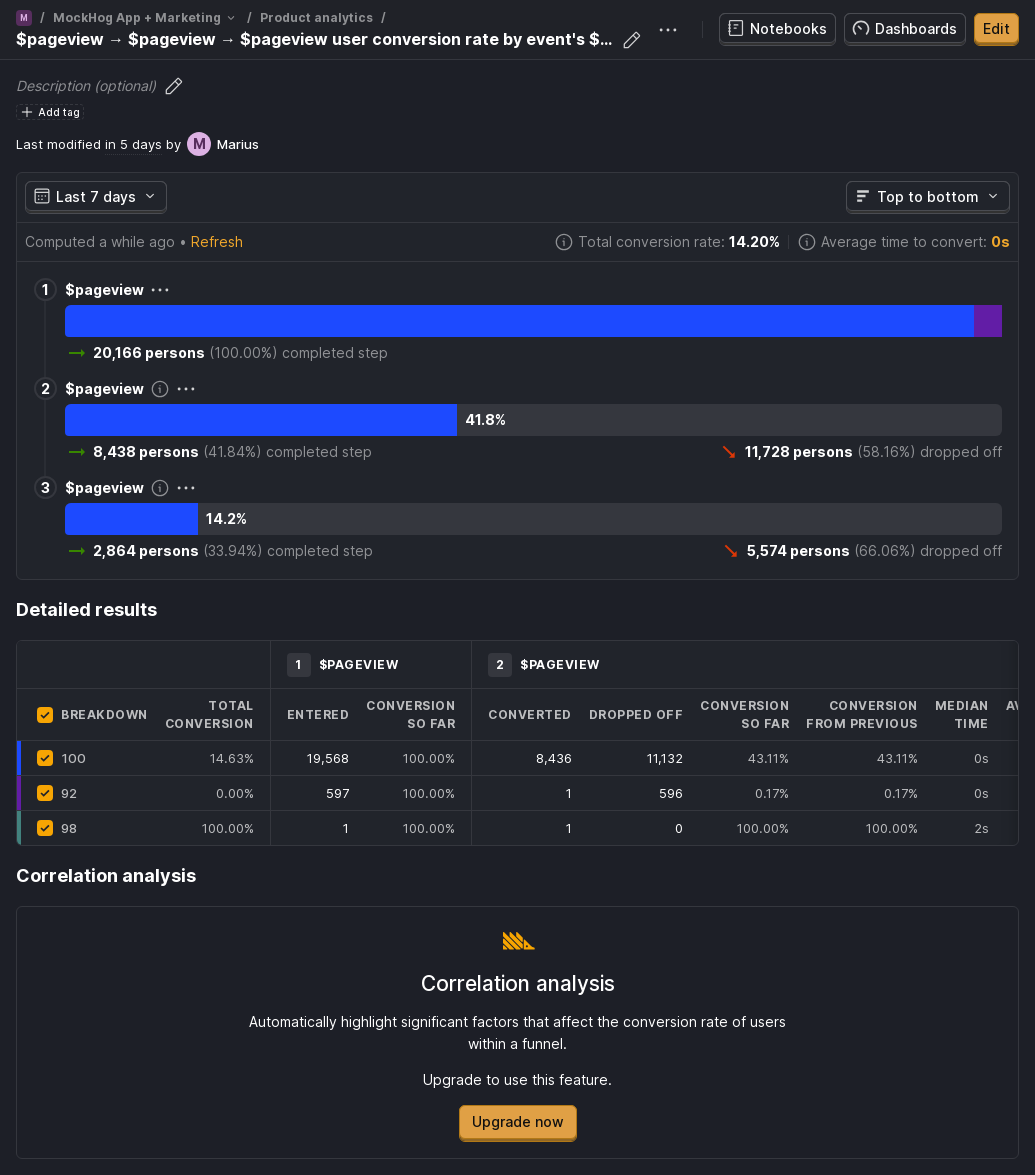 M / MockHog App + Marketing / Product analytics /
$pageview → $pageview → $pageview user conversion rate by event's $...
Notebooks
Dashboards
Edit
Description (optional)
Add tag
Last modified in 5 days by M Marius
Last 7 days
Top to bottom
Computed a while ago • Refresh
Total conversion rate: 14.20%
Average time to convert: 0s
1 $pageview
20,166 persons (100.00%) completed step
2 $pageview
41.8%
8,438 persons (41.84%) completed step
11,728 persons (58.16%) dropped off
3 $pageview
14.2%
2,864 persons (33.94%) completed step
5,574 persons (66.06%) dropped off
Detailed results
1 $PAGEVIEW 2 $PAGEVIEW
BREAKDOWN TOTAL CONVERSION ENTERED CONVERSION SO FAR CONVERTED DROPPED OFF CONVERSION SO FAR CONVERSION FROM PREVIOUS MEDIAN TIME AV
100 14.63% 19,568 100.00% 8,436 11,132 43.11% 43.11% 0s
92 0.00% 597 100.00% 1 596 0.17% 0.17% 0s
98 100.00% 1 100.00% 1 0 100.00% 100.00% 2s
Correlation analysis
Correlation analysis
Automatically highlight significant factors that affect the conversion rate of users
within a funnel.
Upgrade to use this feature.
Upgrade now